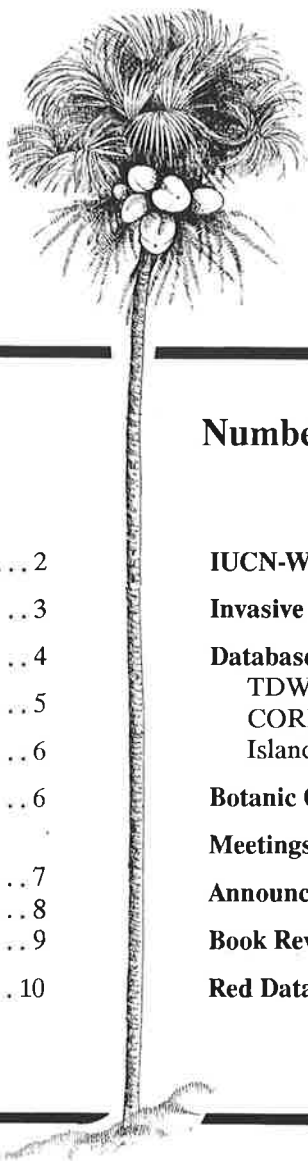 Numbe
...2
..3
..4
..5
..6
..6
..7
..8
..9
.10
IUCN-W
Invasive
Database
TDW
COR
Islan
Botanic
Meetings
Announc
Book Rev
Red Data